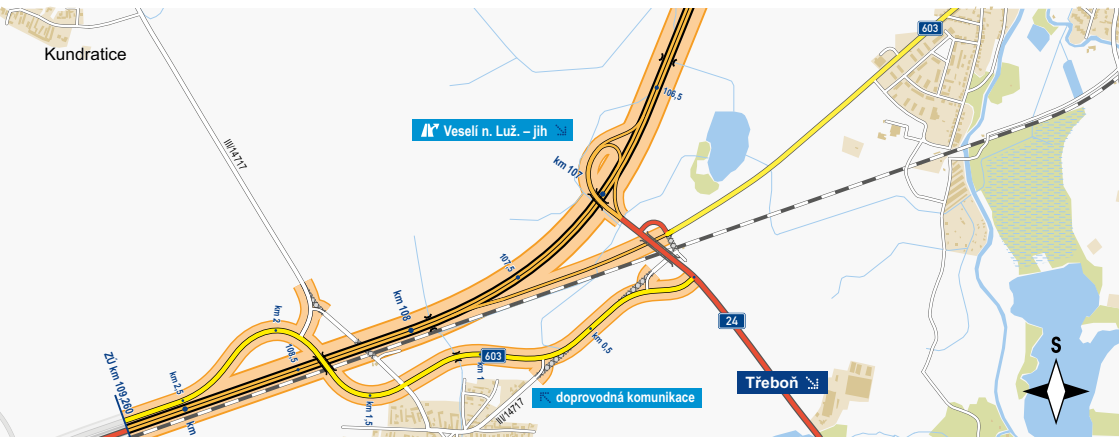 603
Kundratice
106,5
Veselí n. Luž. – jih
III/14717
km 107
107,5
km 108
24
km 2
km 0,5
S
108,5
603
ZÚ km 109,260
km 2,5
km 1
Třeboň
doprovodná komunikace
km 1,5
III/14717
km